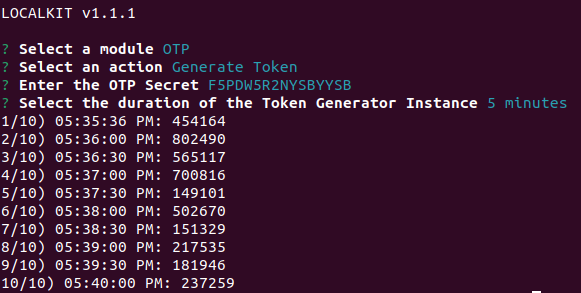 LOCALKIT v1.1.1
? Select a module OTP
? Select an action Generate Token
? Enter the OTP Secret F5PDW5R2NYSBYYSB
? Select the duration of the Token Generator Instance 5 minutes
1/10) 05:35:36 PM: 454164
2/10) 05:36:00 PM: 802490
3/10) 05:36:30 PM: 565117
4/10) 05:37:00 PM: 700816
5/10) 05:37:30 PM: 149101
6/10) 05:38:00 PM: 502670
7/10) 05:38:30 PM: 151329
8/10) 05:39:00 PM: 217535
9/10) 05:39:30 PM: 181946
10/10) 05:40:00 PM: 237259